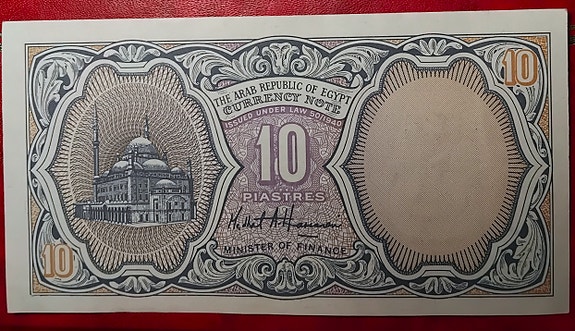 10
THE ARAB REPUBLIC OF EGYPT
CURRENCY NOTE
ISSUED UNDER LAW 50/1940
10
PIASTRES
MINISTER OF FINANCE
10